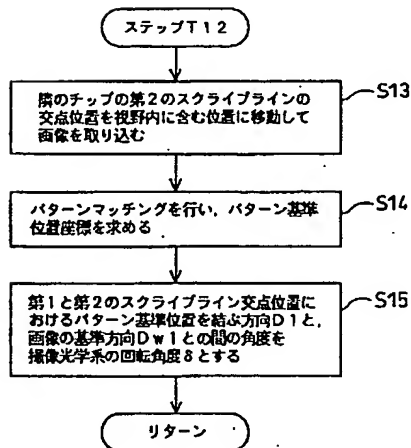 ステップT12
S13
隣のチップの第2のスクライブラインの
交点位置を視野内に含む位置に移動して
画像を取り込む
S14
パターンマッチングを行い,パターン基準
位置座標を求める
S15
第1と第2のスクライブライン交点位置に
おけるパターン基準位置を結ぶ方向D1と,
画像の基準方向Dw1との間の角度を
撮像光学系の回転角度δとする
リターン